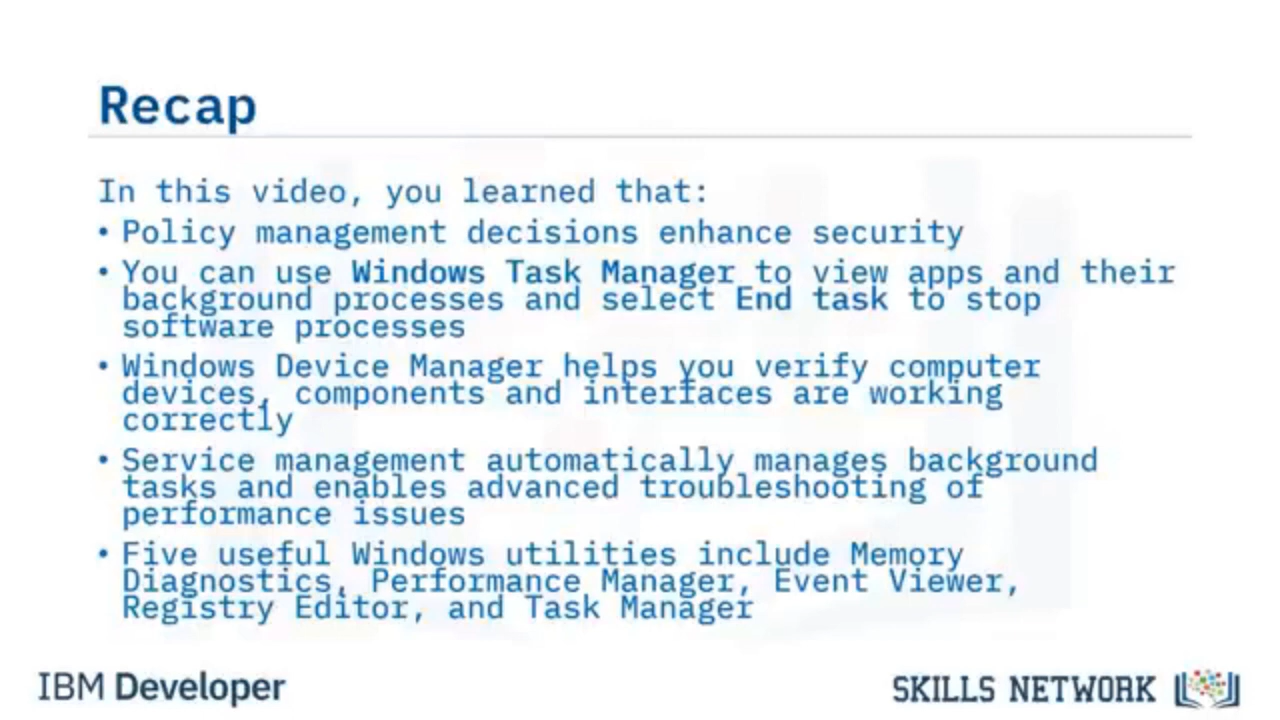 Recap
In this video, you learned that:
• Policy management decisions enhance security
• You can use Windows Task Manager to view apps and their
background processes and select End task to stop
software processes
• Windows Device Manager helps you verify computer
devices, components and interfaces are working
correctly
• Service management automatically manages background
tasks and enables advanced troubleshooting of
performance issues
• Five useful Windows utilities include Memory
Diagnostics, Performance Manager, Event Viewer,
Registry Editor, and Task Manager
IBM Developer
SKILLS NETWORK